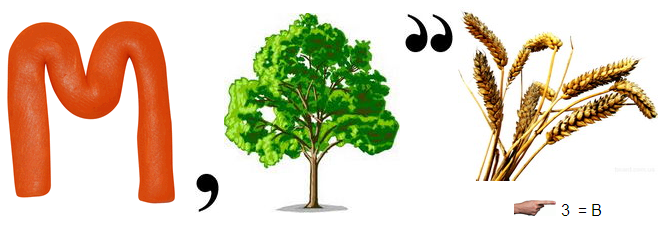 М , ,,
3 = В